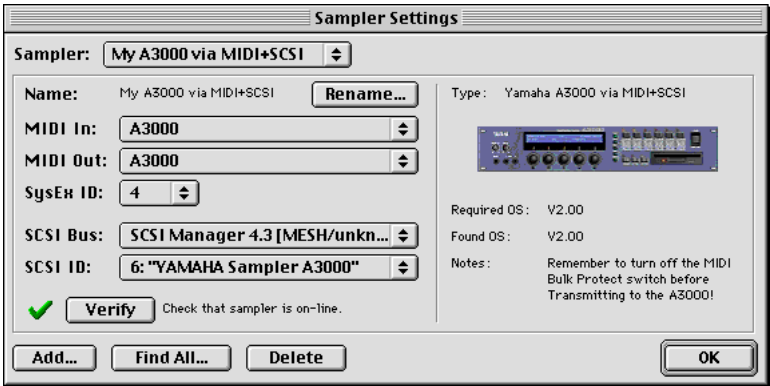 Sampler Settings
Sampler: My A3000 via MIDI+SCSI
Name: My A3000 via MIDI+SCSI Rename...
MIDI In: A3000
MIDI Out: A3000
SysEx ID: 4
SCSI Bus: SCSI Manager 4.3 [MESH/unkn...
SCSI ID: 6: "YAMAHA Sampler A3000"
Verify Check that sampler is on-line.
Type: Yamaha A3000 via MIDI+SCSI
Required OS: V2.00
Found OS: V2.00
Notes: Remember to turn off the MIDI
Bulk Protect switch before
Transmitting to the A3000!
Add... Find All... Delete OK